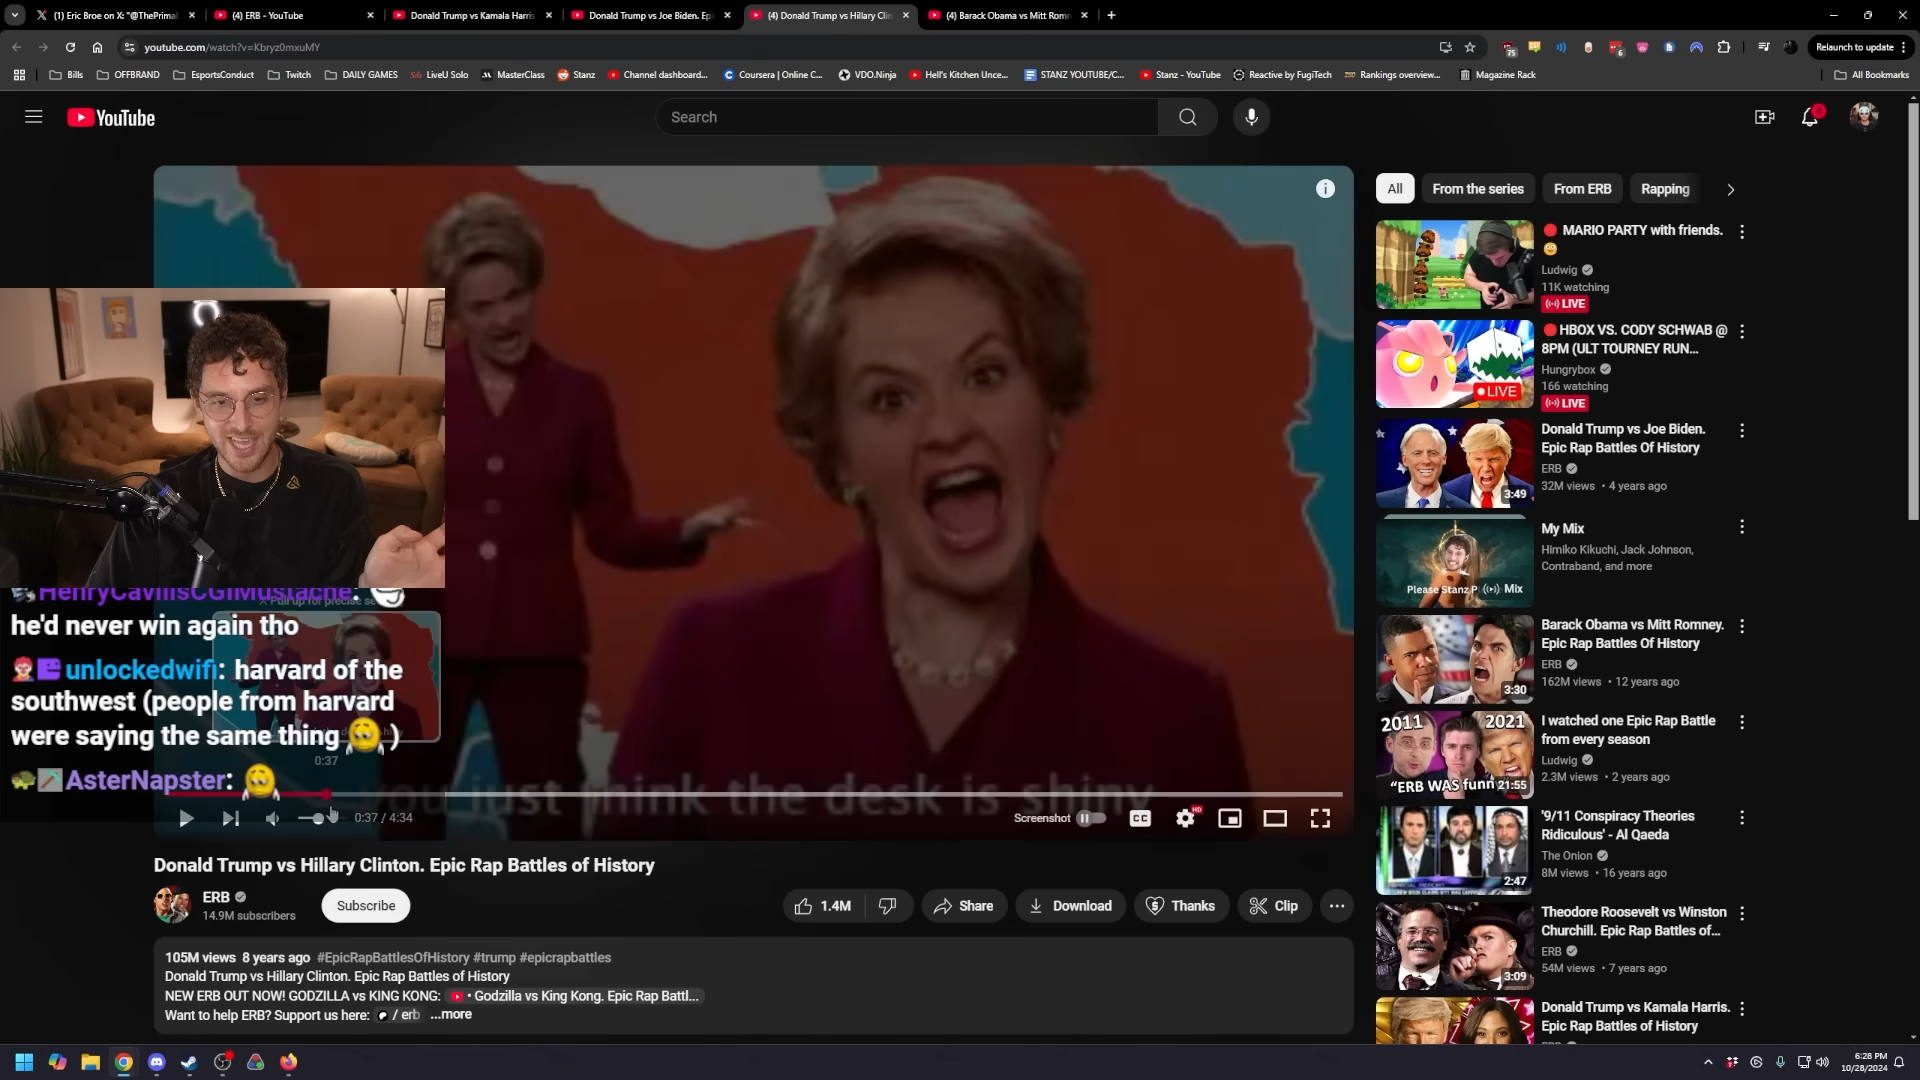 (1) Eric Broe on X: "@ThePrimal
(4) ERB - YouTube
Donald Trump vs Kamala Harris
Donald Trump vs Joe Biden. Epi
(4) Donald Trump vs Hillary Clin
(4) Barack Obama vs Mitt Romn
youtube.com/watch?v=Kbryz0mxuMY
75
6
Relaunch to update
Bills
OFFBRAND
EsportsConduct
Twitch
DAILY GAMES
LiveU Solo
MasterClass
Stanz
Channel dashboard...
Coursera | Online C...
VDO.Ninja
Hell's Kitchen Unce...
STANZ YOUTUBE/C...
Stanz - YouTube
Reactive by FugiTech
Rankings overview...
Magazine Rack
All Bookmarks
YouTube
Search
All
From the series
From ERB
Rapping
MARIO PARTY with friends.
Ludwig
11K watching
LIVE
HBOX VS. CODY SCHWAB @
8PM (ULT TOURNEY RUN...
Hungrybox
166 watching
LIVE
LIVE
Donald Trump vs Joe Biden.
Epic Rap Battles Of History
ERB
32M views • 4 years ago
3:49
My Mix
Himiko Kikuchi, Jack Johnson,
Contraband, and more
Please Stanz P
Mix
Barack Obama vs Mitt Romney.
Epic Rap Battles Of History
ERB
162M views • 12 years ago
3:30
I watched one Epic Rap Battle
from every season
Ludwig
2.3M views • 2 years ago
2011 2021
"ERB WAS funn
21:55
'9/11 Conspiracy Theories
Ridiculous' - Al Qaeda
The Onion
8M views • 16 years ago
2:47
Theodore Roosevelt vs Winston
Churchill. Epic Rap Battles of...
ERB
54M views • 7 years ago
3:09
Donald Trump vs Kamala Harris.
Epic Rap Battles of History
HenryCavillsCGIMustache:
Pull up for precise se
he'd never win again tho
unlockedwifi: harvard of the
southwest (people from harvard
were saying the same thing )
0:37
AsterNapster:
you just think the desk is shiny
0:37 / 4:34
Screenshot
CC
HD
Donald Trump vs Hillary Clinton. Epic Rap Battles of History
ERB
14.9M subscribers
Subscribe
1.4M
Share
Download
Thanks
Clip
105M views 8 years ago #EpicRapBattlesOfHistory #trump #epicrapbattles
Donald Trump vs Hillary Clinton. Epic Rap Battles of History
NEW ERB OUT NOW! GODZILLA vs KING KONG: • Godzilla vs King Kong. Epic Rap Battl...
Want to help ERB? Support us here: / erb ...more
6:28 PM
10/28/2024